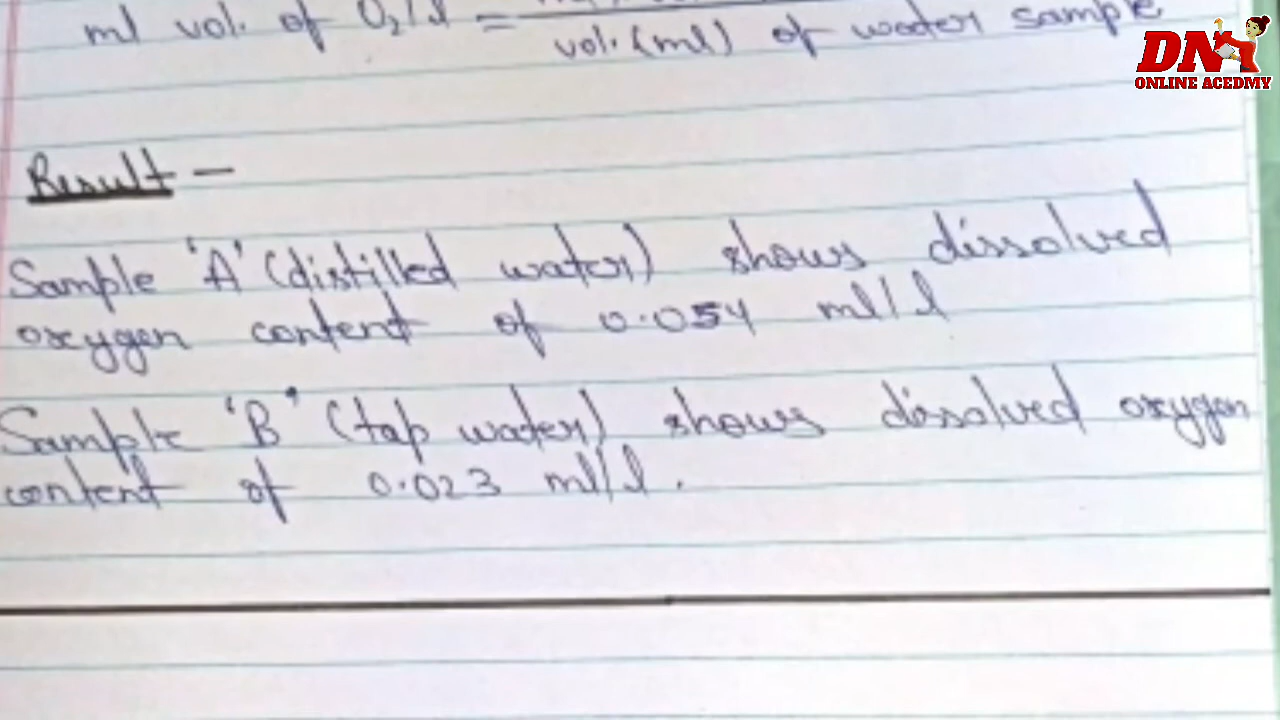 ml vol. of O₂/l =
vol.(ml) of water sample
DNA
ONLINE ACEDMY
Result -
Sample 'A' (distilled water) shows dissolved
oxygen content of 0.054 ml/l
Sample 'B' (tap water) shows dissolved oxygen
content of 0.023 ml/l.